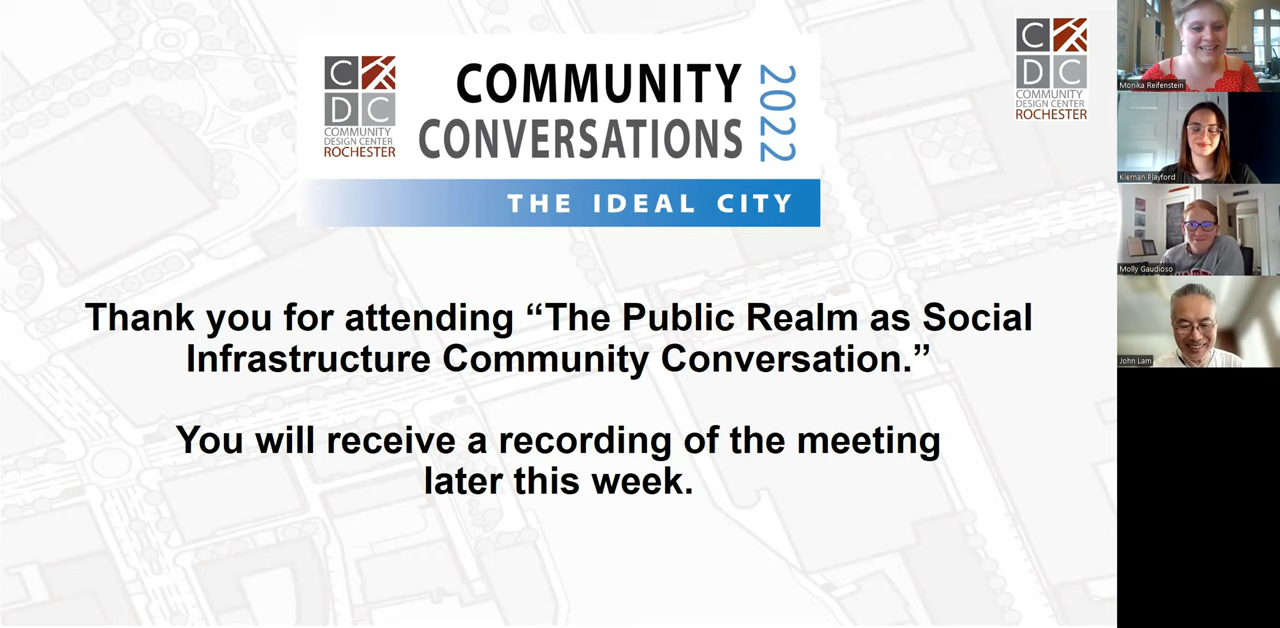 C
DC
COMMUNITY
DESIGN CENTER
ROCHESTER
COMMUNITY
CONVERSATIONS
2022
THE IDEAL CITY
C
DC
COMMUNITY
DESIGN CENTER
ROCHESTER
Thank you for attending “The Public Realm as Social
Infrastructure Community Conversation.”
You will receive a recording of the meeting
later this week.
Monika Reifenstein
Kiernan Playford
Molly Gaudioso
John Lam